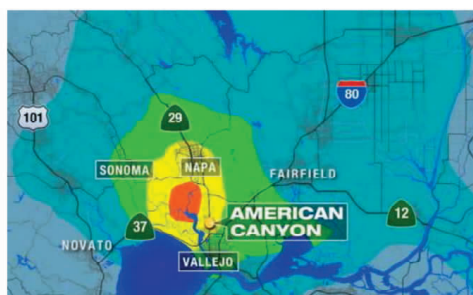 80
101
29
SONOMA
NAPA
FAIRFIELD
AMERICAN
CANYON
12
37
NOVATO
VALLEJO